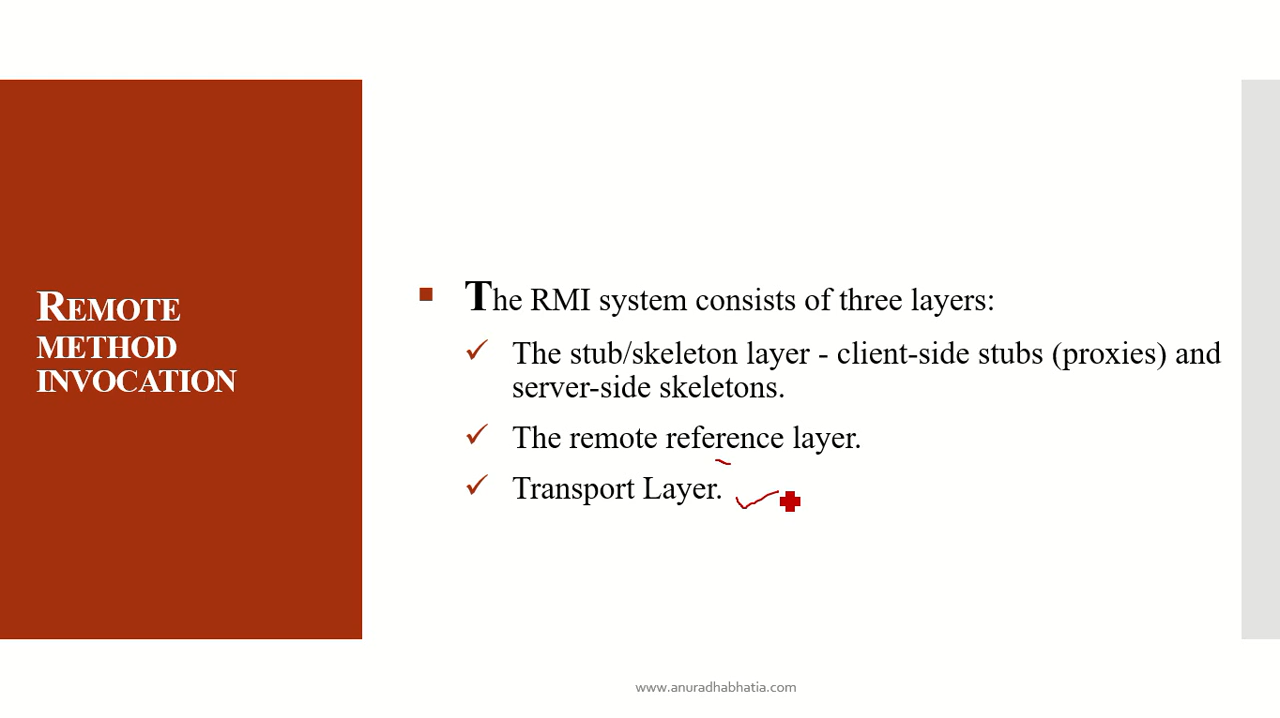 REMOTE
METHOD
INVOCATION
The RMI system consists of three layers:
The stub/skeleton layer - client-side stubs (proxies) and
server-side skeletons.
The remote reference layer.
Transport Layer.
www.anuradhabhatia.com